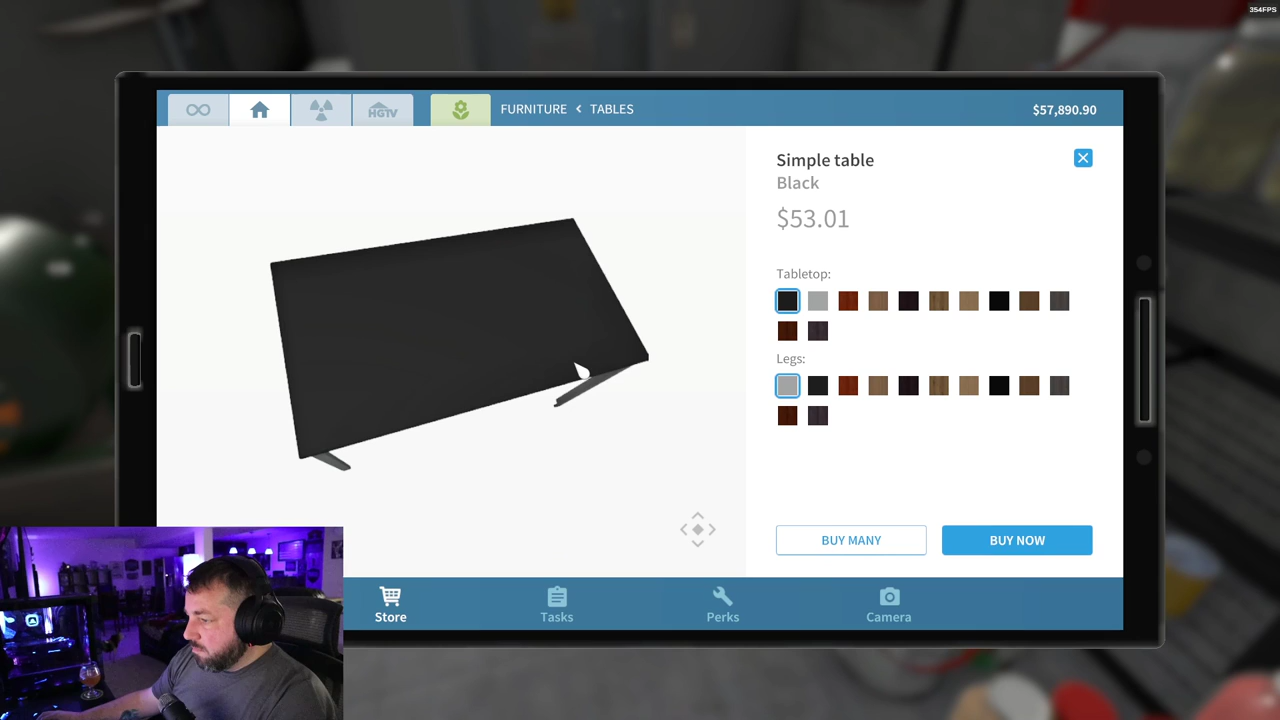 354FPS
HGTV
FURNITURE < TABLES
$57,890.90
Simple table
Black
$53.01
Tabletop:
Legs:
BUY MANY
BUY NOW
Store
Tasks
Perks
Camera